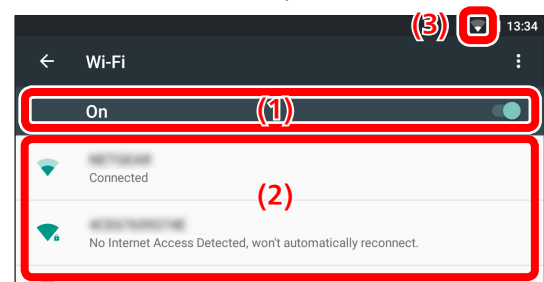 (3)
13:34
Wi-Fi
On
(1)
Connected
(2)
No Internet Access Detected, won't automatically reconnect.